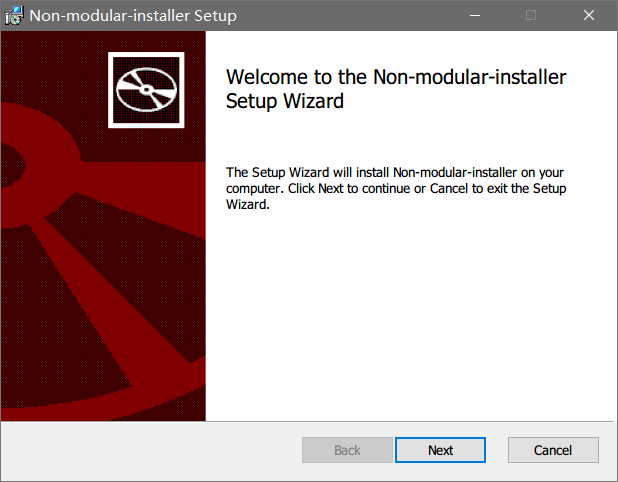 Non-modular-installer Setup
Welcome to the Non-modular-installer
Setup Wizard
The Setup Wizard will install Non-modular-installer on your
computer. Click Next to continue or Cancel to exit the Setup
Wizard.
Back
Next
Cancel